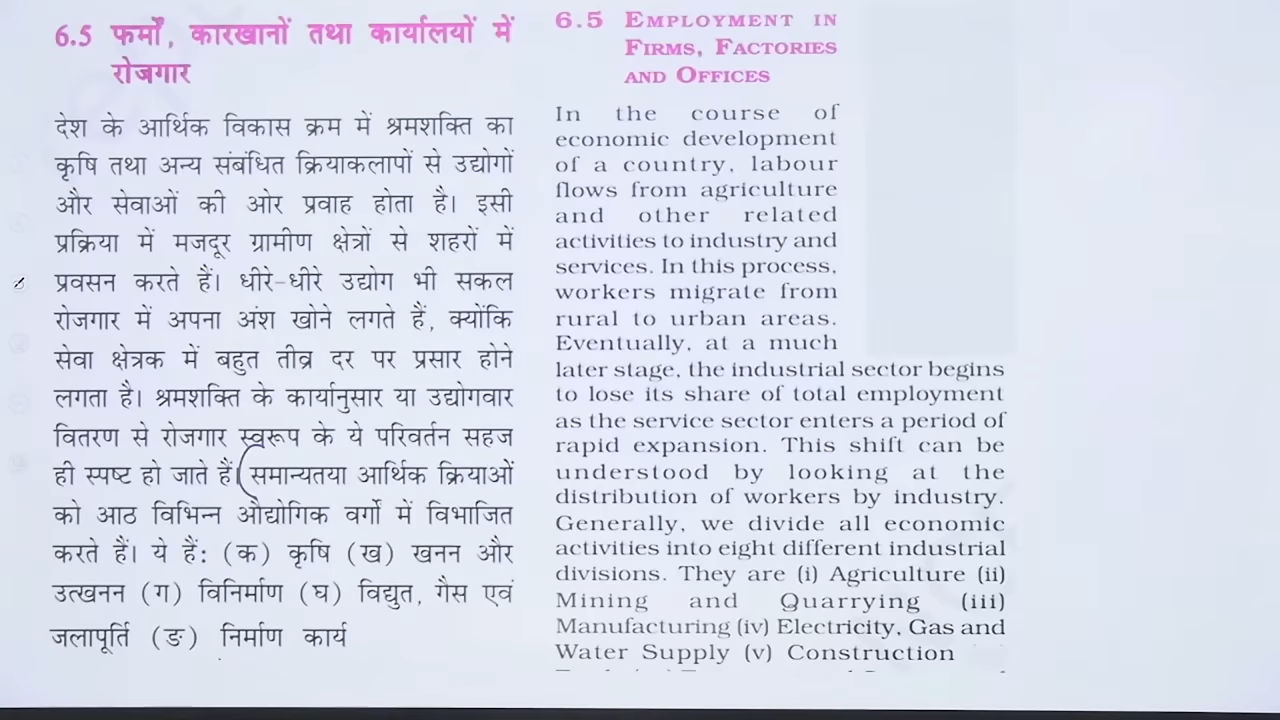 6.5 फर्मों, कारखानों तथा कार्यालयों में
रोजगार
देश के आर्थिक विकास क्रम में श्रमशक्ति का
कृषि तथा अन्य संबंधित क्रियाकलापों से उद्योगों
और सेवाओं की ओर प्रवाह होता है। इसी
प्रक्रिया में मजदूर ग्रामीण क्षेत्रों से शहरों में
प्रवसन करते हैं। धीरे-धीरे उद्योग भी सकल
रोजगार में अपना अंश खोने लगते हैं, क्योंकि
सेवा क्षेत्रक में बहुत तीव्र दर पर प्रसार होने
लगता है। श्रमशक्ति के कार्यानुसार या उद्योगवार
वितरण से रोजगार स्वरूप के ये परिवर्तन सहज
ही स्पष्ट हो जाते हैं। समान्यतया आर्थिक क्रियाओं
को आठ विभिन्न औद्योगिक वर्गों में विभाजित
करते हैं। ये हैं: (क) कृषि (ख) खनन और
उत्खनन (ग) विनिर्माण (घ) विद्युत, गैस एवं
जलापूर्ति (ङ) निर्माण कार्य
6.5 EMPLOYMENT IN
FIRMS, FACTORIES
AND OFFICES
In the course of
economic development
of a country, labour
flows from agriculture
and other related
activities to industry and
services. In this process,
workers migrate from
rural to urban areas.
Eventually, at a much
later stage, the industrial sector begins
to lose its share of total employment
as the service sector enters a period of
rapid expansion. This shift can be
understood by looking at the
distribution of workers by industry.
Generally, we divide all economic
activities into eight different industrial
divisions. They are (i) Agriculture (ii)
Mining and Quarrying (iii)
Manufacturing (iv) Electricity, Gas and
Water Supply (v) Construction